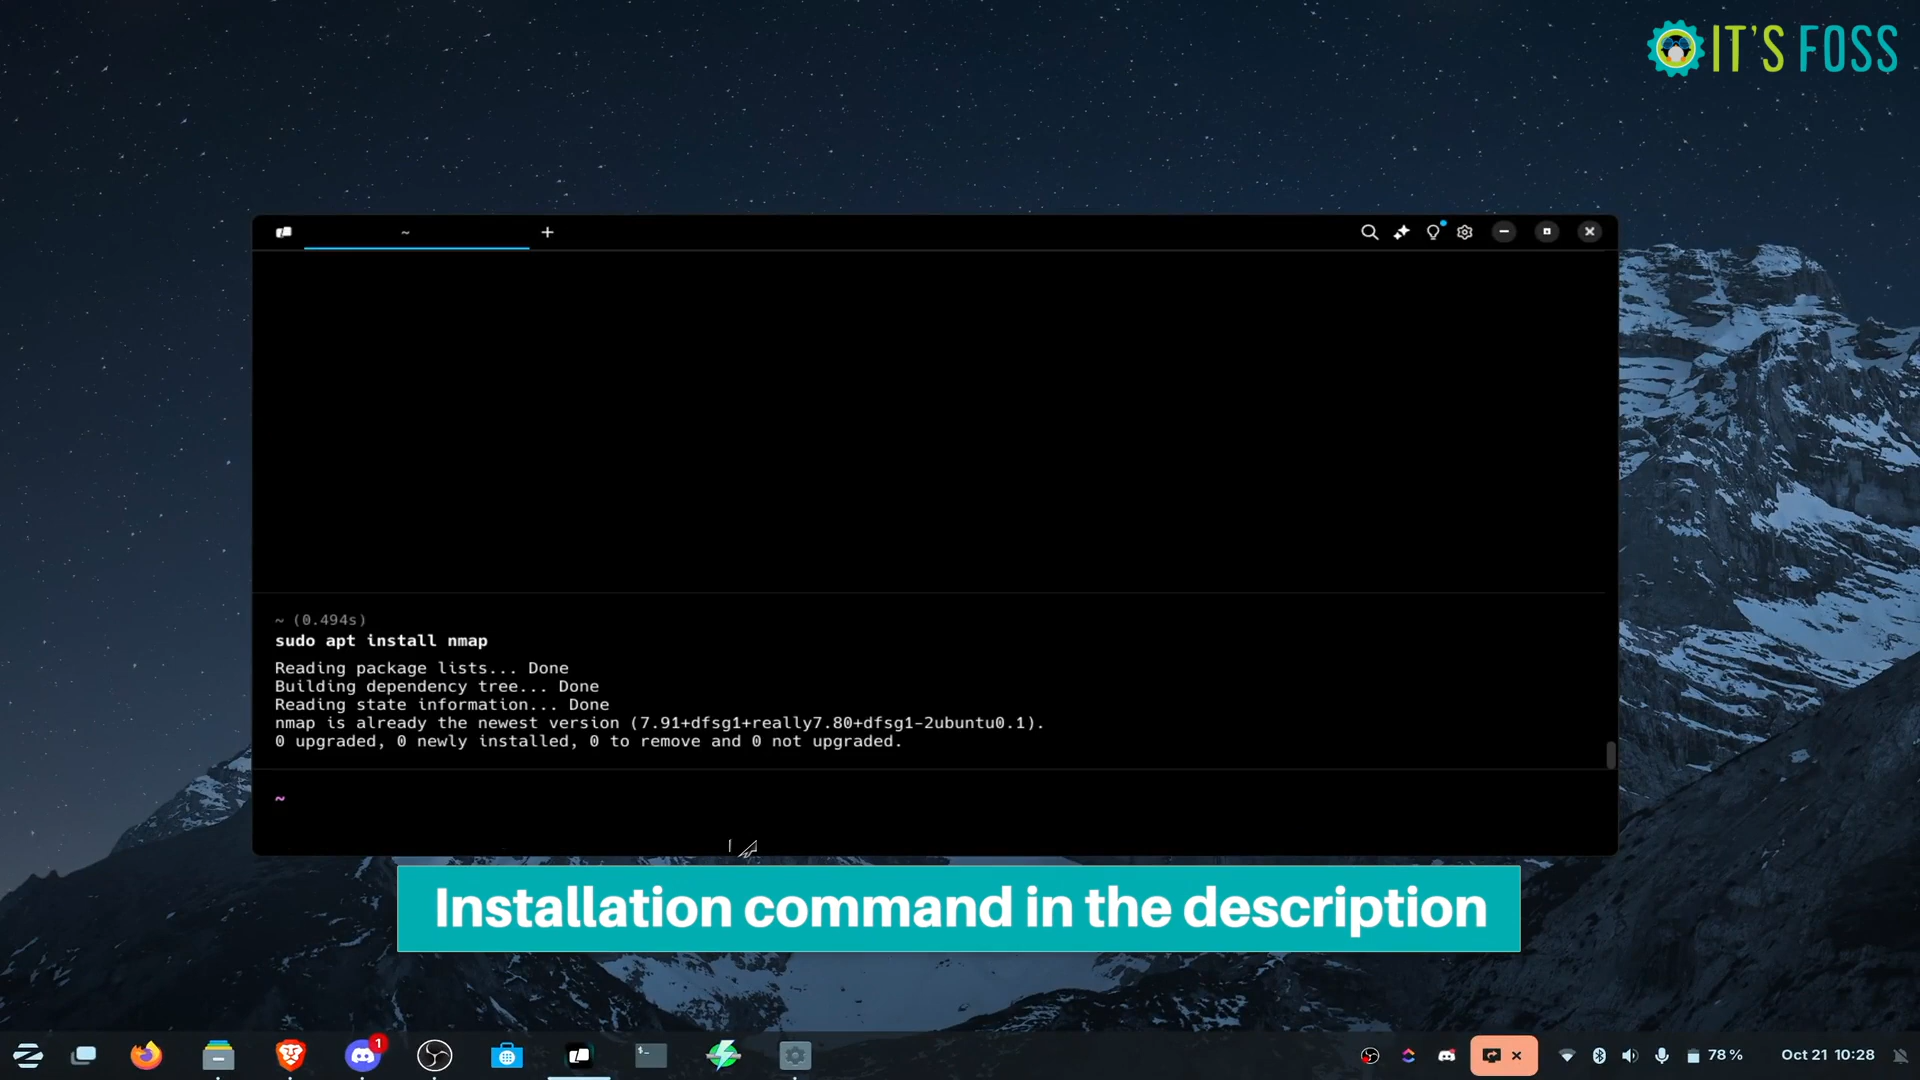 IT'S FOSS
~
~ (0.494s)
sudo apt install nmap
Reading package lists... Done
Building dependency tree... Done
Reading state information... Done
nmap is already the newest version (7.91+dfsg1+really7.80+dfsg1-2ubuntu0.1).
0 upgraded, 0 newly installed, 0 to remove and 0 not upgraded.
~
Installation command in the description
1
78 %
Oct 21 10:28